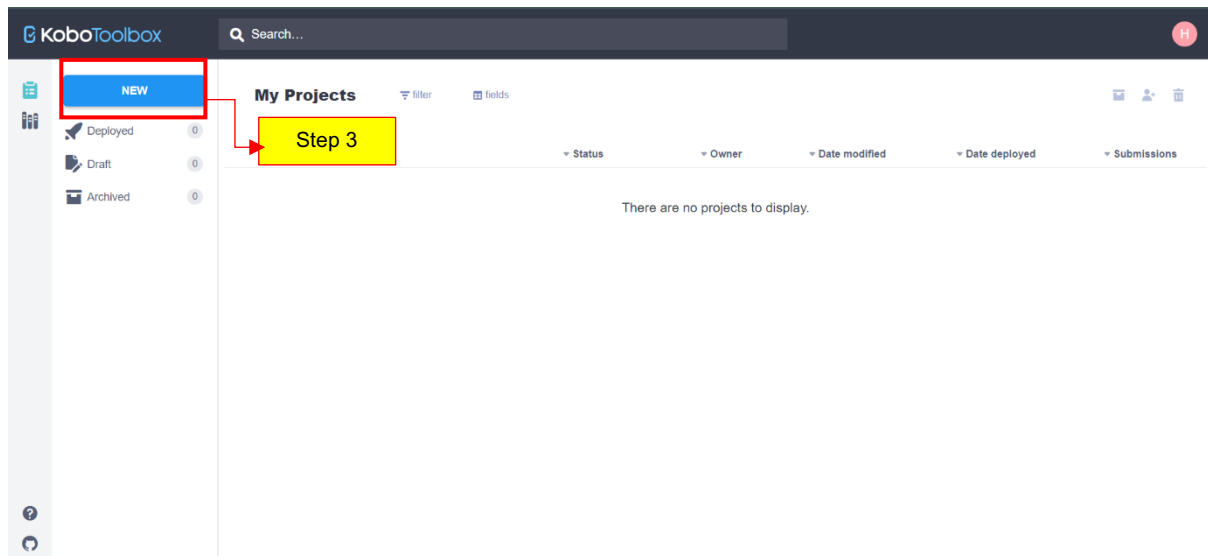 KoboToolbox
Search...
H
NEW
My Projects
filter
fields
Step 3
Deployed 0
Draft 0
Archived 0
Status
Owner
Date modified
Date deployed
Submissions
There are no projects to display.
?